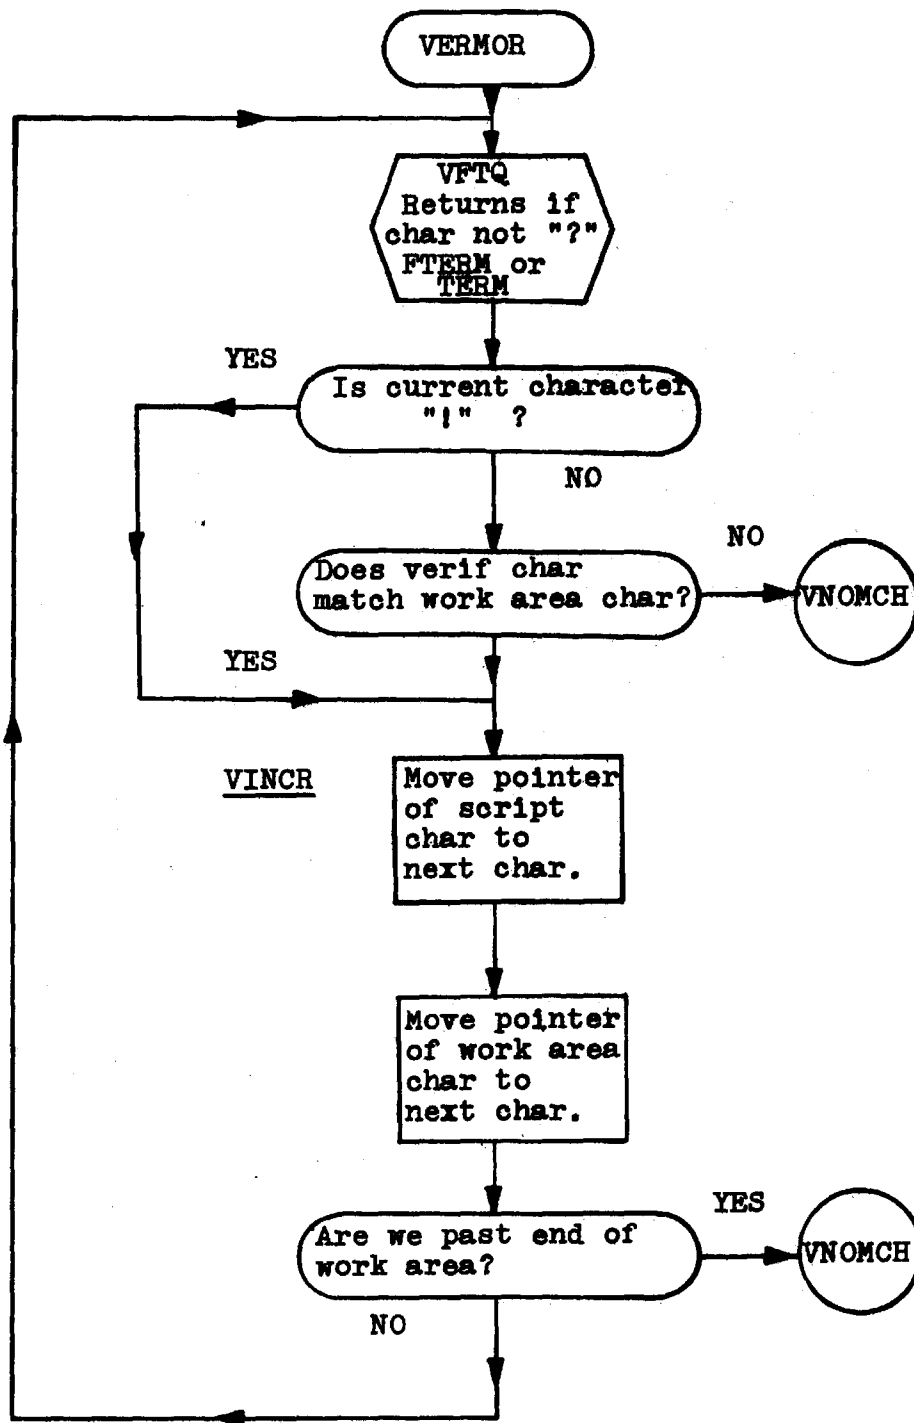 VERMOR
VFTQ
Returns if
char not "?"
FTERM or
TERM
YES
Is current character
"!" ?
NO
Does verif char
match work area char?
NO
VNOMCH
YES
VINCR
Move pointer
of script
char to
next char.
Move pointer
of work area
char to
next char.
Are we past end of
work area?
YES
VNOMCH
NO